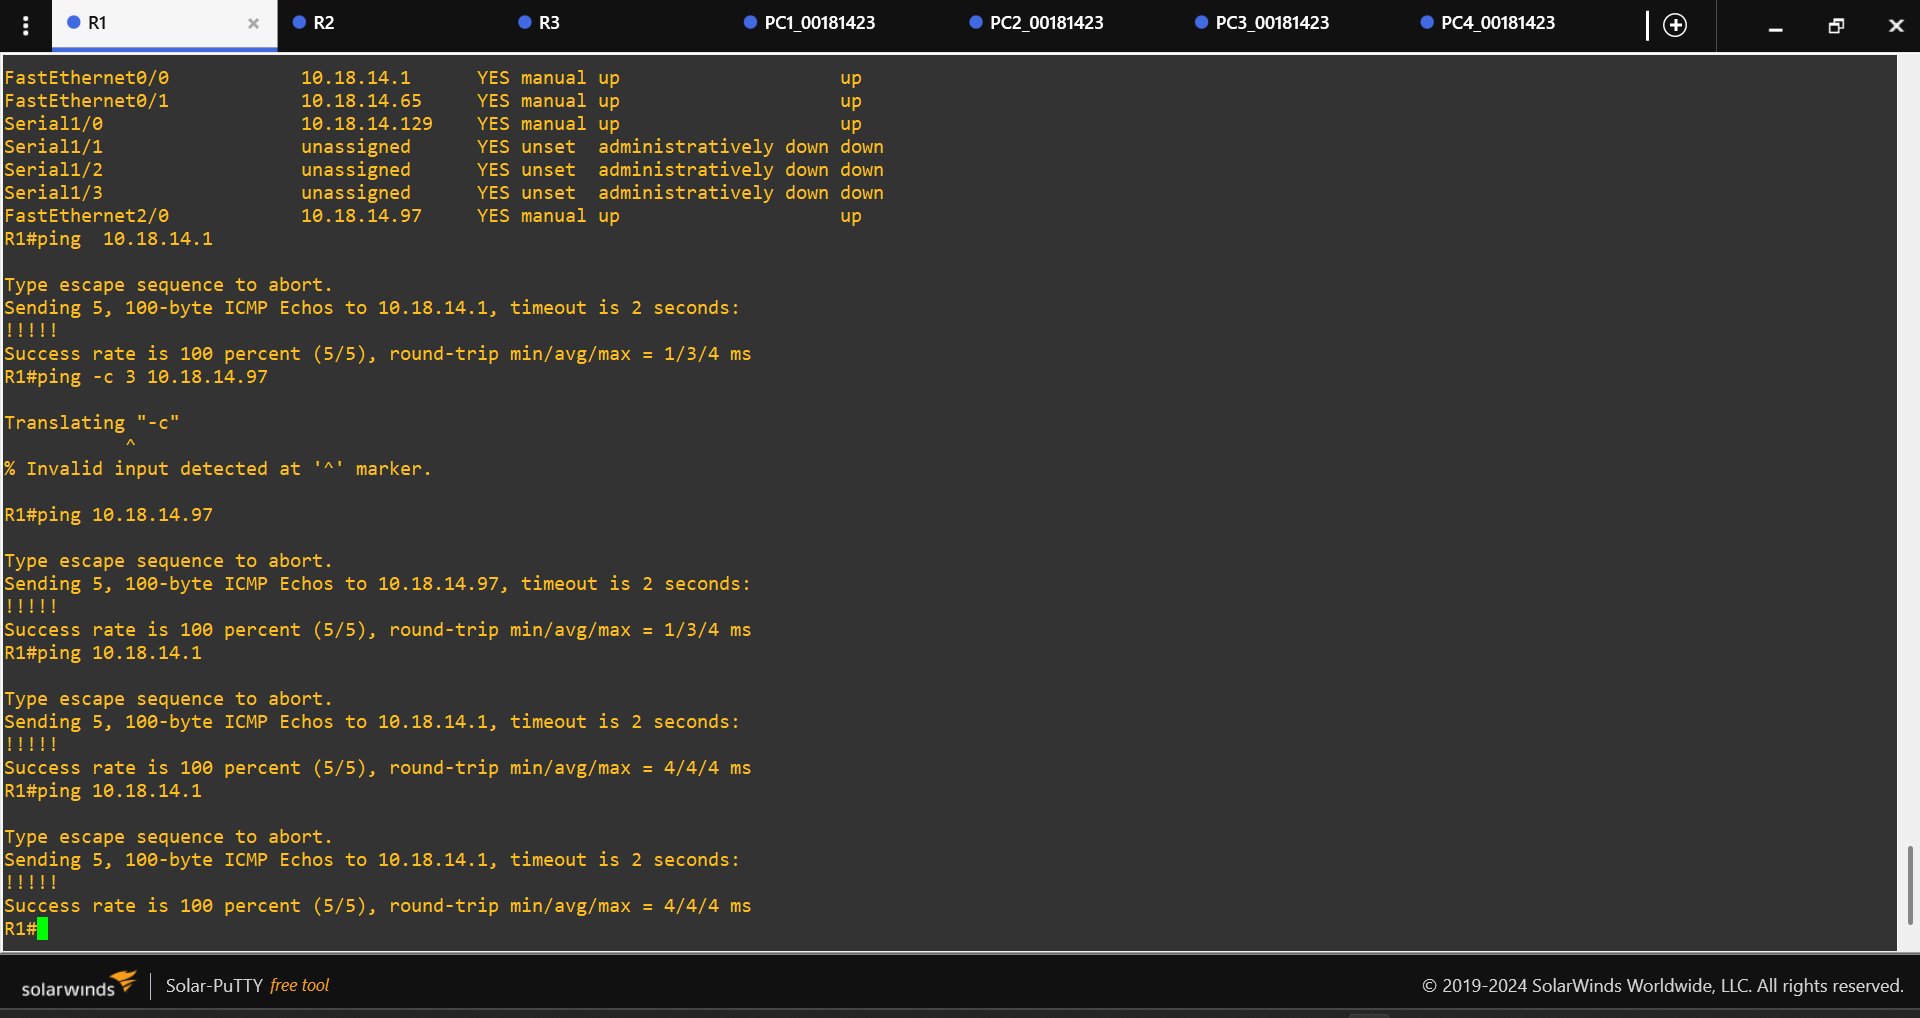 R1
R2
R3
PC1_00181423
PC2_00181423
PC3_00181423
PC4_00181423
FastEthernet0/0            10.18.14.1      YES manual up                    up
FastEthernet0/1            10.18.14.65     YES manual up                    up
Serial1/0                  10.18.14.129    YES manual up                    up
Serial1/1                  unassigned      YES unset  administratively down down
Serial1/2                  unassigned      YES unset  administratively down down
Serial1/3                  unassigned      YES unset  administratively down down
FastEthernet2/0            10.18.14.97     YES manual up                    up
R1#ping  10.18.14.1
Type escape sequence to abort.
Sending 5, 100-byte ICMP Echos to 10.18.14.1, timeout is 2 seconds:
!!!!!
Success rate is 100 percent (5/5), round-trip min/avg/max = 1/3/4 ms
R1#ping -c 3 10.18.14.97
Translating "-c"
^
% Invalid input detected at '^' marker.
R1#ping 10.18.14.97
Type escape sequence to abort.
Sending 5, 100-byte ICMP Echos to 10.18.14.97, timeout is 2 seconds:
!!!!!
Success rate is 100 percent (5/5), round-trip min/avg/max = 1/3/4 ms
R1#ping 10.18.14.1
Type escape sequence to abort.
Sending 5, 100-byte ICMP Echos to 10.18.14.1, timeout is 2 seconds:
!!!!!
Success rate is 100 percent (5/5), round-trip min/avg/max = 4/4/4 ms
R1#ping 10.18.14.1
Type escape sequence to abort.
Sending 5, 100-byte ICMP Echos to 10.18.14.1, timeout is 2 seconds:
!!!!!
Success rate is 100 percent (5/5), round-trip min/avg/max = 4/4/4 ms
R1#
solarwinds
Solar-PuTTY free tool
© 2019-2024 SolarWinds Worldwide, LLC. All rights reserved.